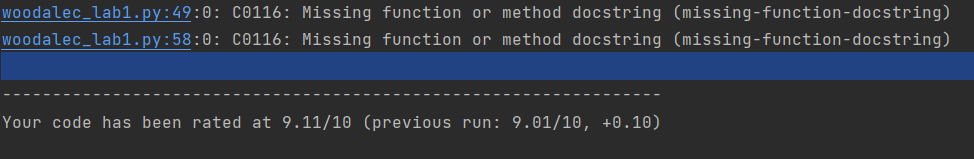 woodalec_lab1.py:49:0: C0116: Missing function or method docstring (missing-function-docstring)
woodalec_lab1.py:58:0: C0116: Missing function or method docstring (missing-function-docstring)
------------------------------------------------------------------
Your code has been rated at 9.11/10 (previous run: 9.01/10, +0.10)